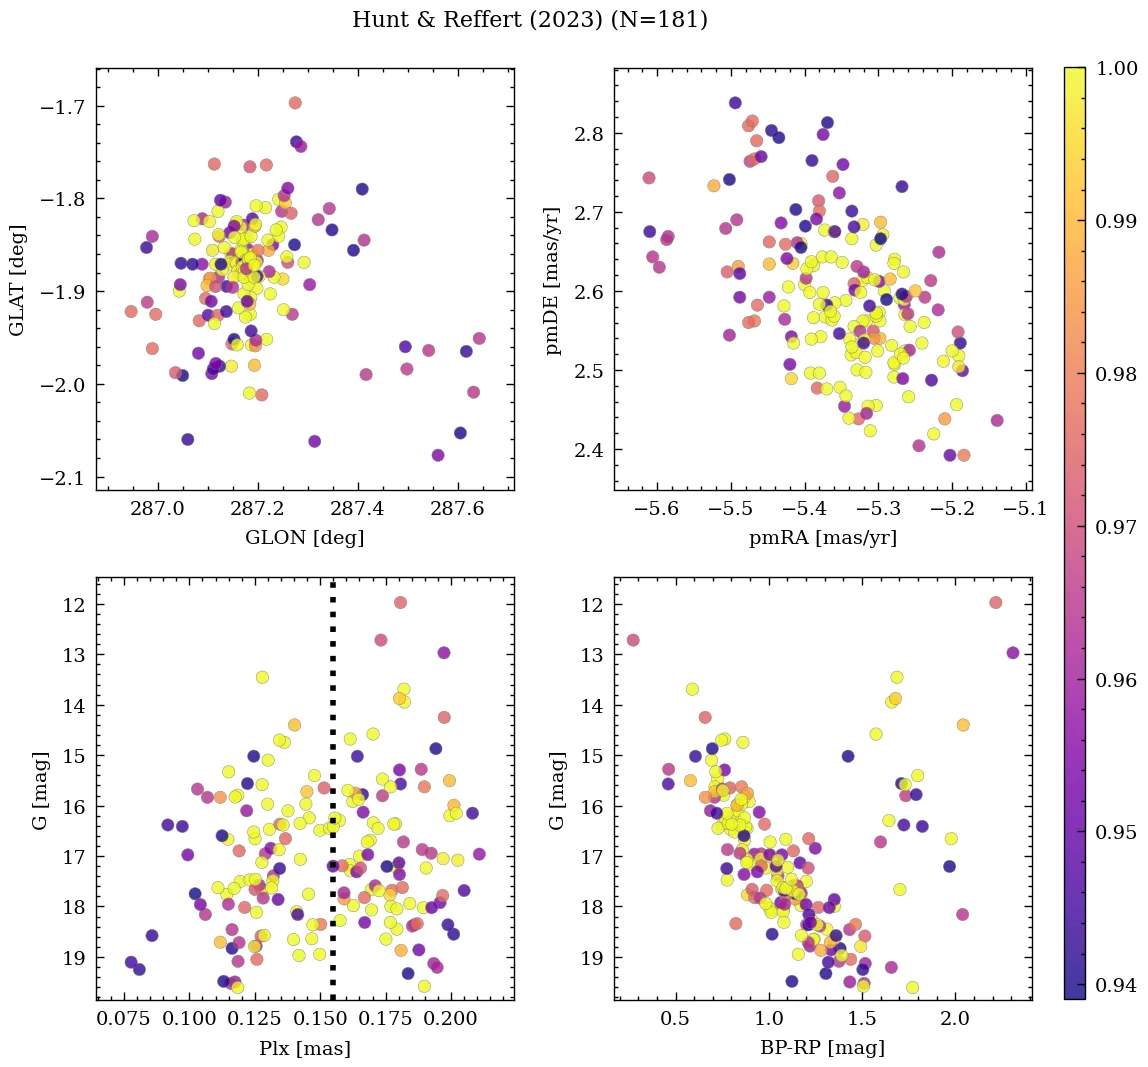 Hunt & Reffert (2023) (N=181)
−1.7
−1.8
−1.9
−2.0
−2.1
GLAT [deg]
287.0 287.2 287.4 287.6
GLON [deg]
2.8
2.7
2.6
2.5
2.4
pmDE [mas/yr]
−5.6 −5.5 −5.4 −5.3 −5.2 −5.1
pmRA [mas/yr]
12
13
14
15
16
17
18
19
G [mag]
0.075 0.100 0.125 0.150 0.175 0.200
Plx [mas]
12
13
14
15
16
17
18
19
G [mag]
0.5 1.0 1.5 2.0
BP-RP [mag]
1.00
0.99
0.98
0.97
0.96
0.95
0.94